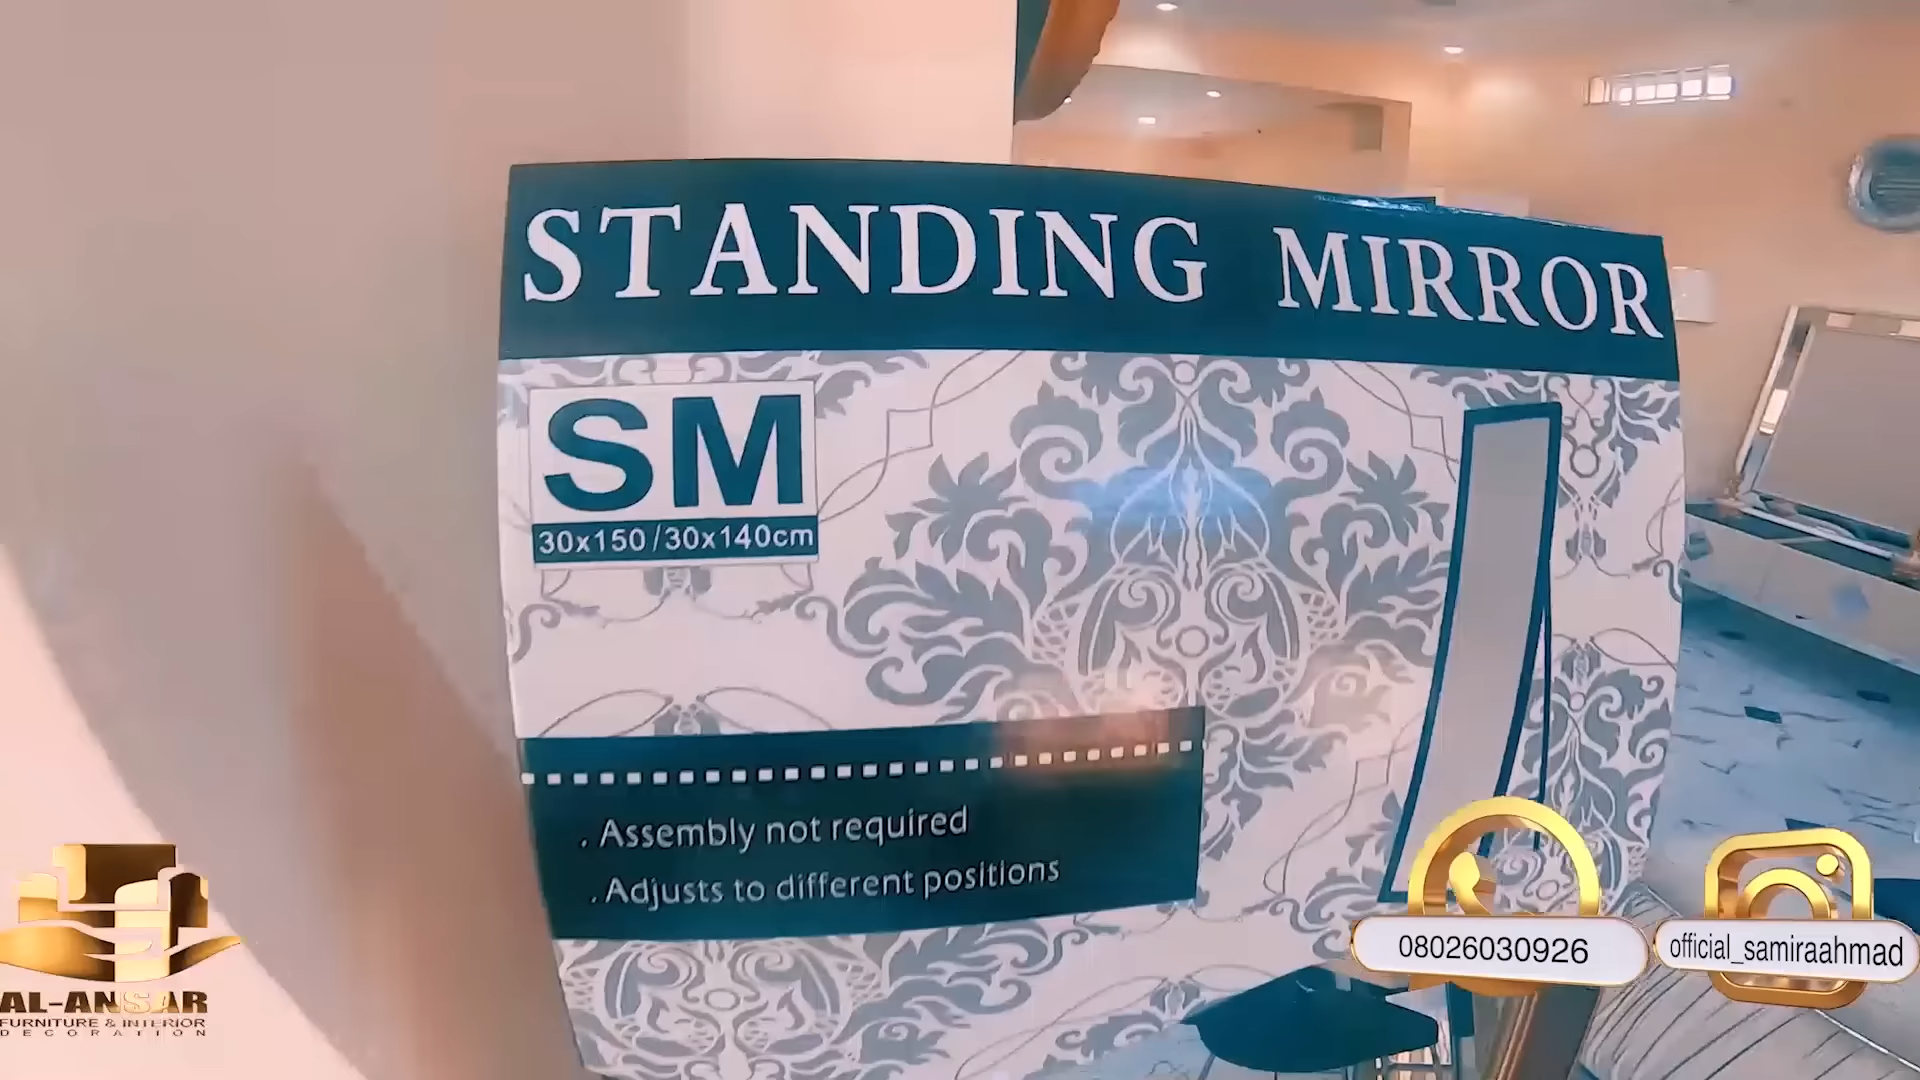 STANDING MIRROR
SM
30x150/30x140cm
. Assembly not required
. Adjusts to different positions
AL-ANSAR
FURNITURE & INTERIOR
DECORATION
08026030926
official_samiraahmad